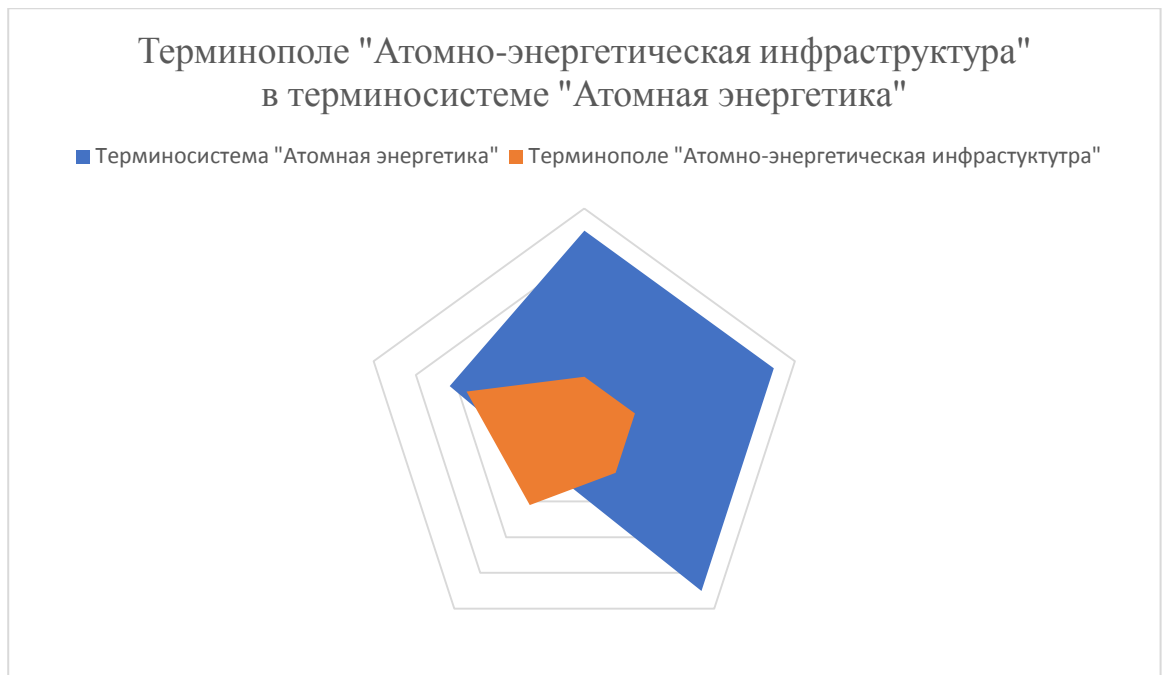 Терминополе "Атомно-энергетическая инфраструктура"
в терминосистеме "Атомная энергетика"
Терминосистема "Атомная энергетика" Терминополе "Атомно-энергетическая инфрастуктутра"